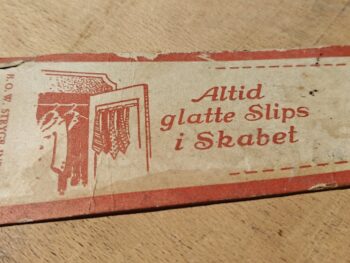 Altid
glatte Slips
i Skabet